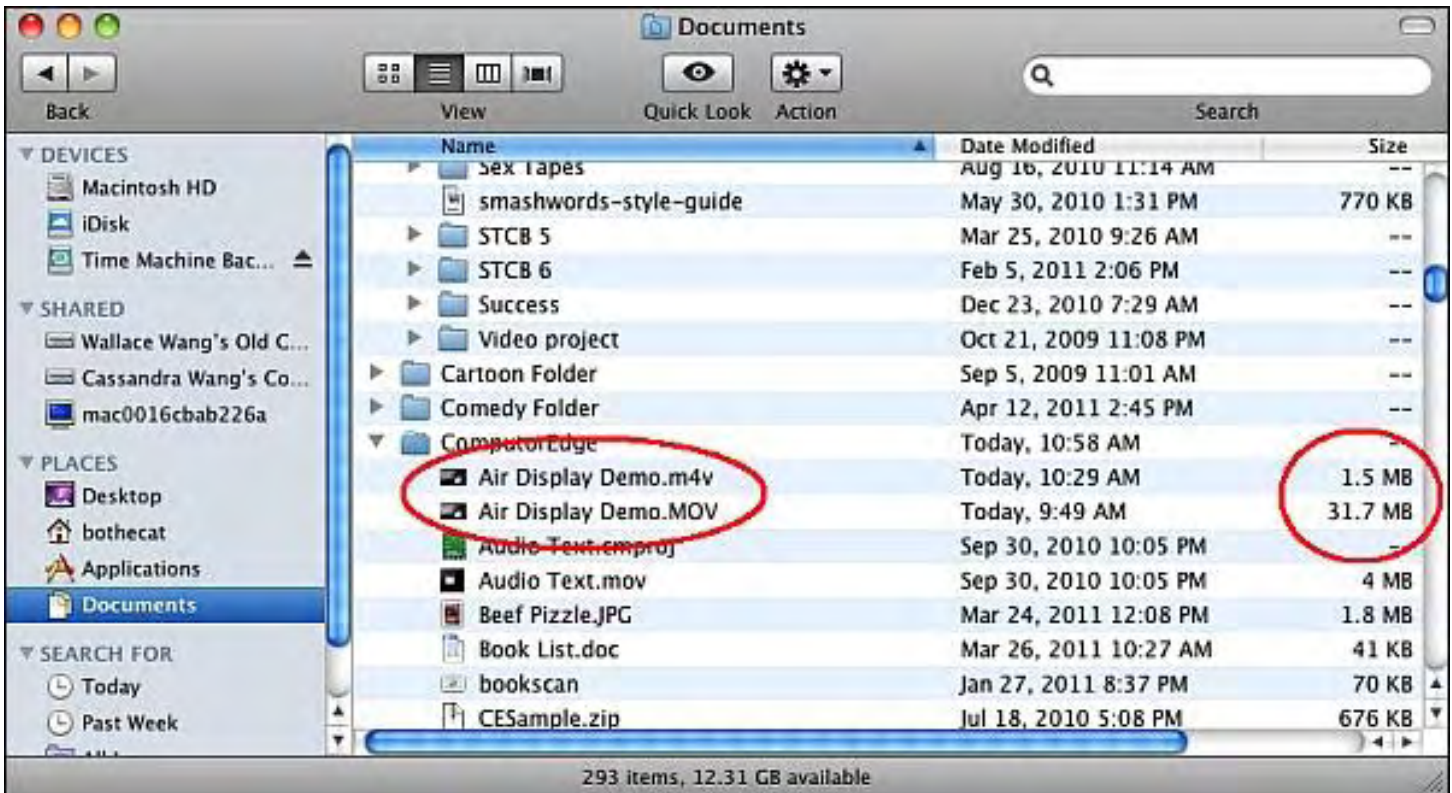 Documents
Back View Quick Look Action Search
DEVICES
Macintosh HD
iDisk
Time Machine Bac...
SHARED
Wallace Wang's Old C...
Cassandra Wang's Co...
mac0016cbab226a
PLACES
Desktop
bothecat
Applications
Documents
SEARCH FOR
Today
Past Week
Name Date Modified Size
Sex Tapes Aug 16, 2010 11:14 AM --
smashwords-style-guide May 30, 2010 1:31 PM 770 KB
STCB 5 Mar 25, 2010 9:26 AM --
STCB 6 Feb 5, 2011 2:06 PM --
Success Dec 23, 2010 7:29 AM --
Video project Oct 21, 2009 11:08 PM --
Cartoon Folder Sep 5, 2009 11:01 AM --
Comedy Folder Apr 12, 2011 2:45 PM --
ComputorEdge Today, 10:58 AM --
Air Display Demo.m4v Today, 10:29 AM 1.5 MB
Air Display Demo.MOV Today, 9:49 AM 31.7 MB
Audio Text.cmproj Sep 30, 2010 10:05 PM --
Audio Text.mov Sep 30, 2010 10:05 PM 4 MB
Beef Pizzle.JPG Mar 24, 2011 12:08 PM 1.8 MB
Book List.doc Mar 26, 2011 10:27 AM 41 KB
bookscan Jan 27, 2011 8:37 PM 70 KB
CESample.zip Jul 18, 2010 5:08 PM 676 KB
293 items, 12.31 GB available